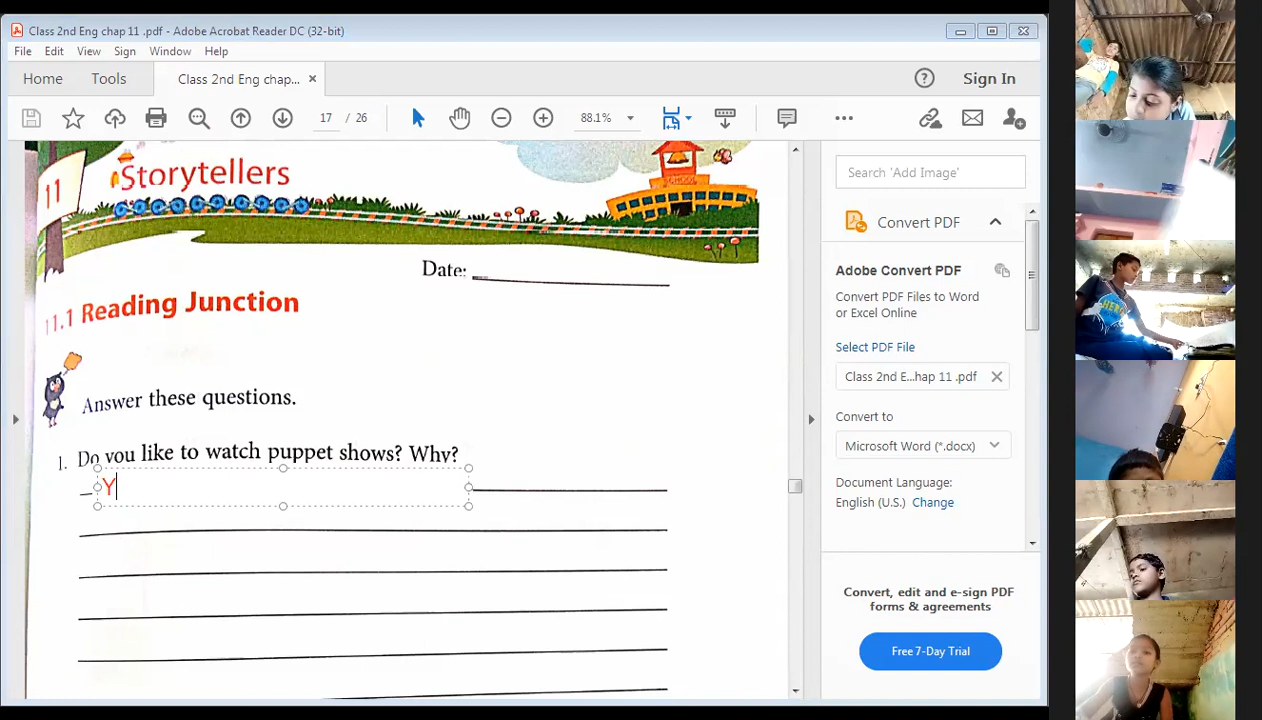 Class 2nd Eng chap 11 .pdf - Adobe Acrobat Reader DC (32-bit)
File Edit View Sign Window Help
Home Tools Class 2nd Eng chap... × Sign In
17 / 26 88.1%
11 Storytellers
SCHOOL
Date:
11.1 Reading Junction
Answer these questions.
1. Do you like to watch puppet shows? Why?
Y
Search 'Add Image'
Convert PDF
Adobe Convert PDF
Convert PDF Files to Word
or Excel Online
Select PDF File
Class 2nd E...hap 11 .pdf
Convert to
Microsoft Word (*.docx)
Document Language:
English (U.S.) Change
Convert, edit and e-sign PDF
forms & agreements
Free 7-Day Trial